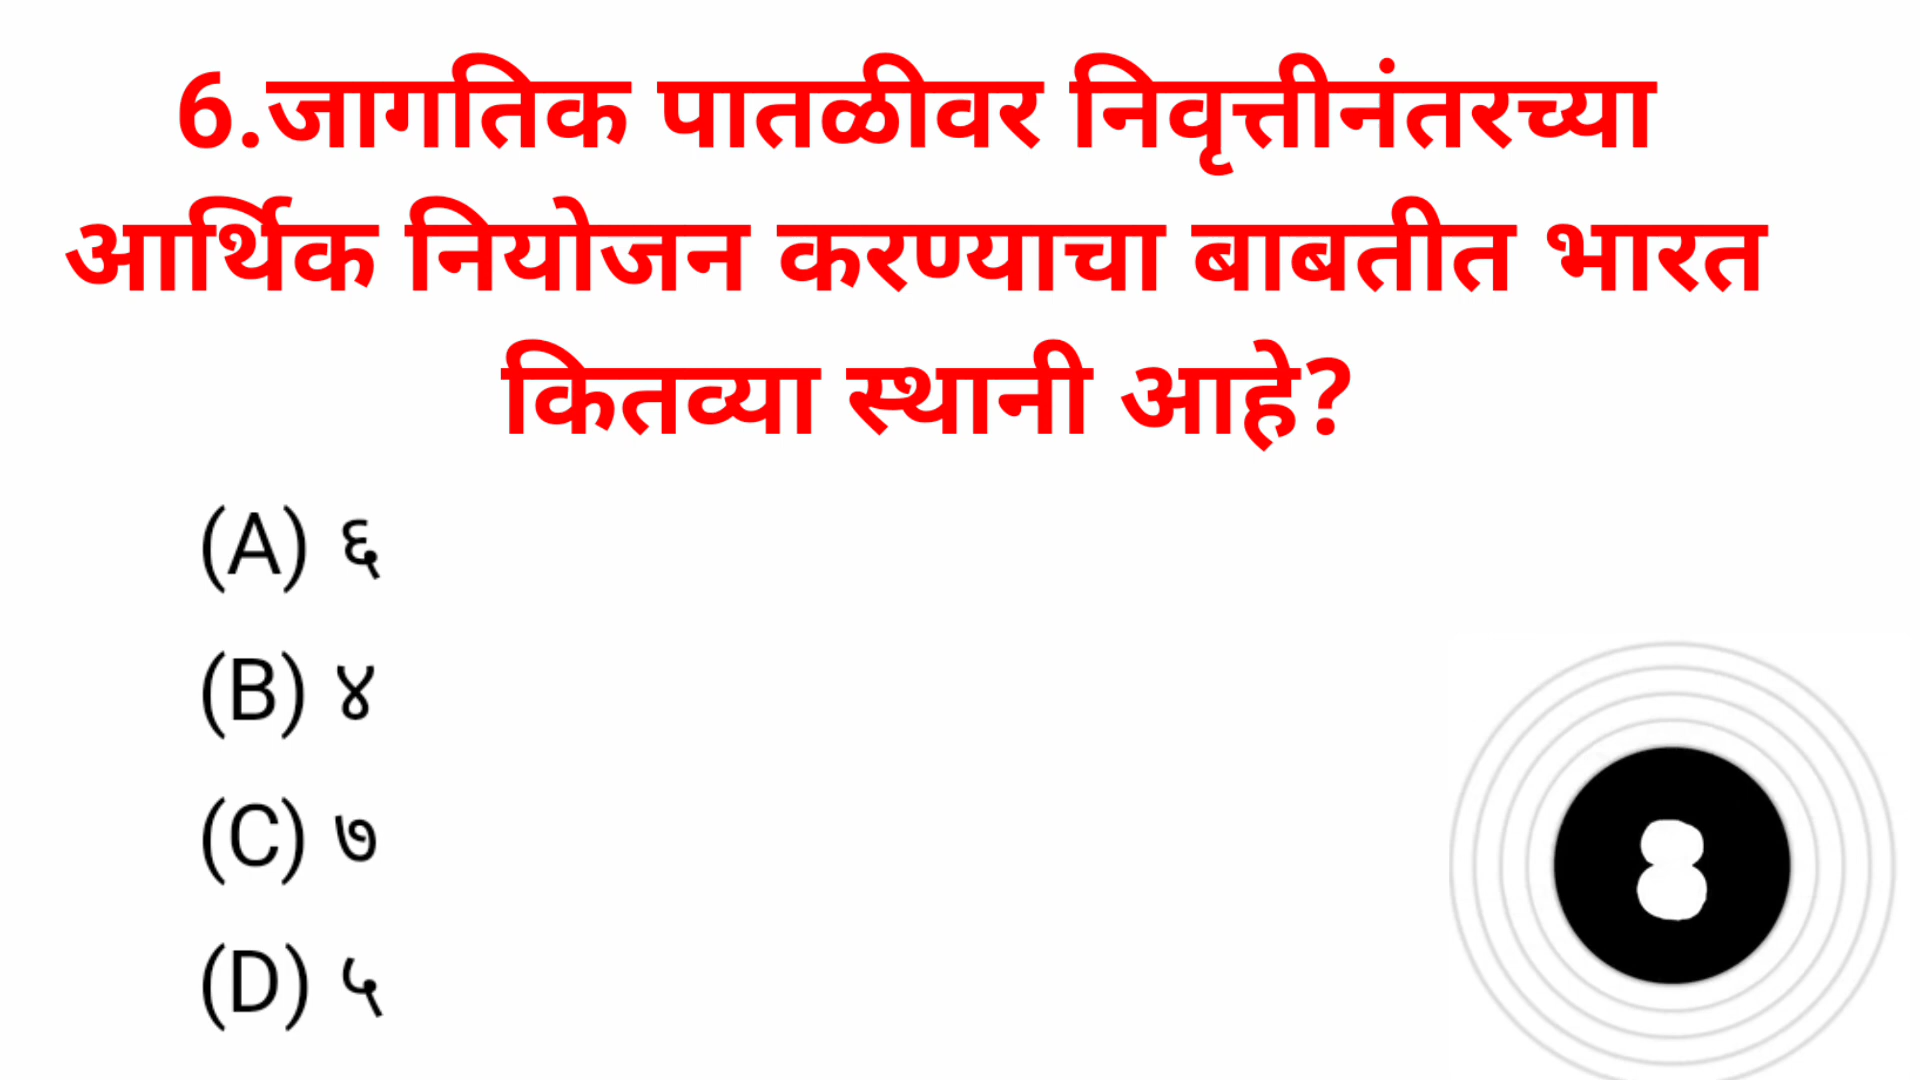 6.जागतिक पातळीवर निवृत्तीनंतरच्या
आर्थिक नियोजन करण्याचा बाबतीत भारत
कितव्या स्थानी आहे?
(A) ६
(B) ४
(C) ७
(D) ५
8